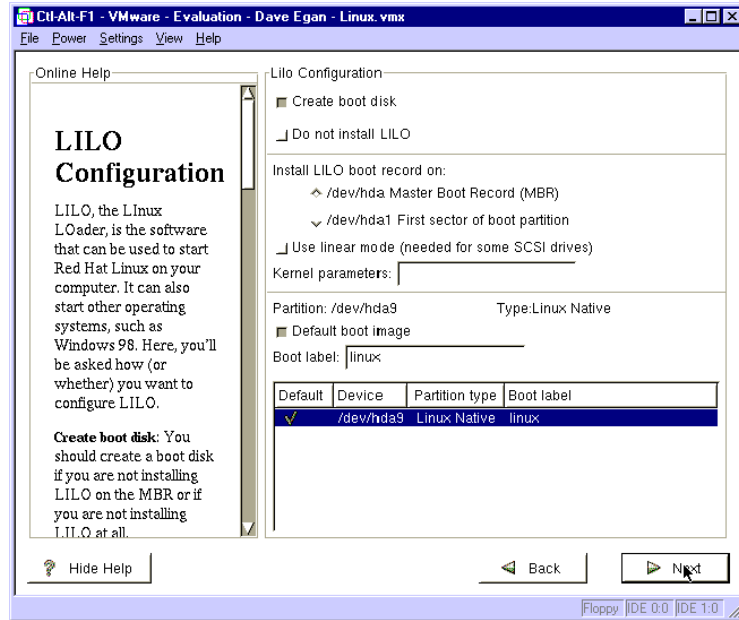 Ctl-Alt-F1 - VMware - Evaluation - Dave Egan - Linux.vmx
File Power Settings View Help
Online Help
LILO
Configuration
LILO, the LInux
LOader, is the software
that can be used to start
Red Hat Linux on your
computer. It can also
start other operating
systems, such as
Windows 98. Here, you'll
be asked how (or
whether) you want to
configure LILO.
Create boot disk: You
should create a boot disk
if you are not installing
LILO on the MBR or if
you are not installing
LILO at all.
Lilo Configuration
Create boot disk
Do not install LILO
Install LILO boot record on:
/dev/hda Master Boot Record (MBR)
/dev/hda1 First sector of boot partition
Use linear mode (needed for some SCSI drives)
Kernel parameters:
Partition: /dev/hda9 Type:Linux Native
Default boot image
Boot label: linux
Default Device Partition type Boot label
/dev/hda9 Linux Native linux
Hide Help Back Next
Floppy IDE 0:0 IDE 1:0